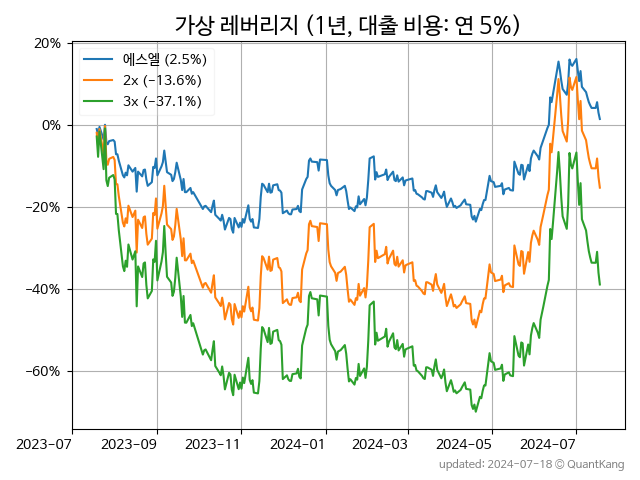 가상 레버리지 (1년, 대출 비용: 연 5%)
에스엘 (2.5%)
2x (−13.6%)
3x (−37.1%)
20%
0%
−20%
−40%
−60%
2023-07 2023-09 2023-11 2024-01 2024-03 2024-05 2024-07
updated: 2024-07-18 © QuantKang